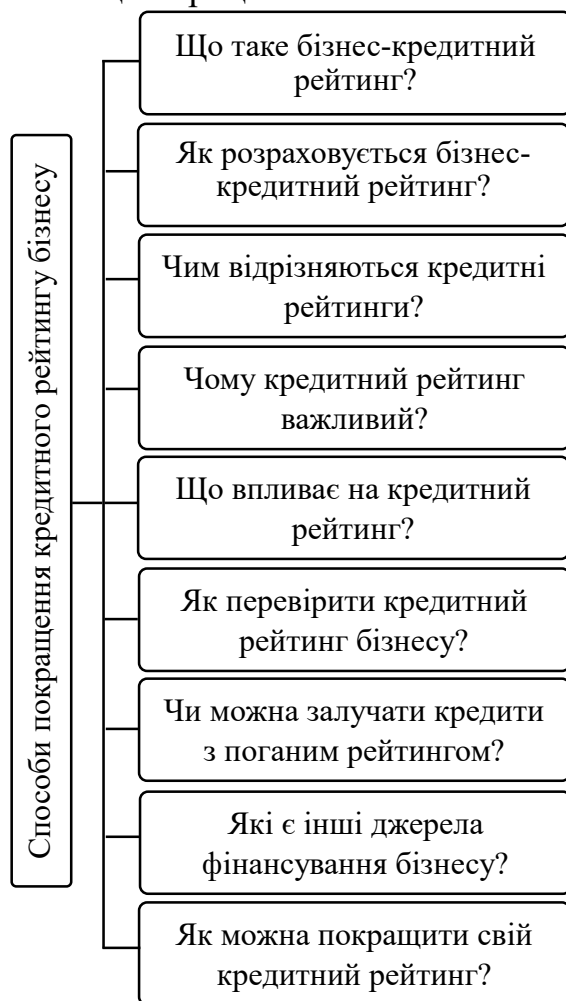 Що таке бізнес-кредитний
рейтинг?
Як розраховується бізнес-
кредитний рейтинг?
Чим відрізняються кредитні
рейтинги?
Чому кредитний рейтинг
важливий?
Що впливає на кредитний
рейтинг?
Як перевірити кредитний
рейтинг бізнесу?
Чи можна залучати кредити
з поганим рейтингом?
Які є інші джерела
фінансування бізнесу?
Як можна покращити свій
кредитний рейтинг?
Способи покращення кредитного рейтингу бізнесу